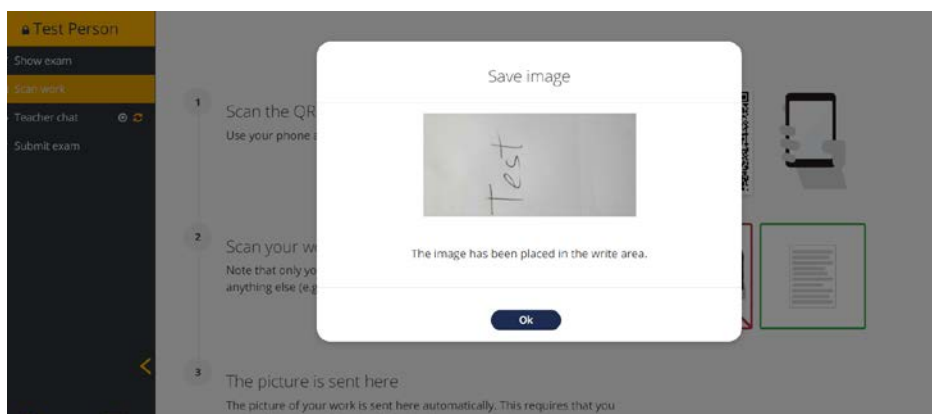 Test Person
Show exam
Scan work
Teacher chat
Submit exam
Save image
Test
The image has been placed in the write area.
Ok
1
Scan the QR
Use your phone
2
Scan your
Note that only
anything else (e.g
3
The picture is sent here
The picture of your work is sent here automatically. This requires that you